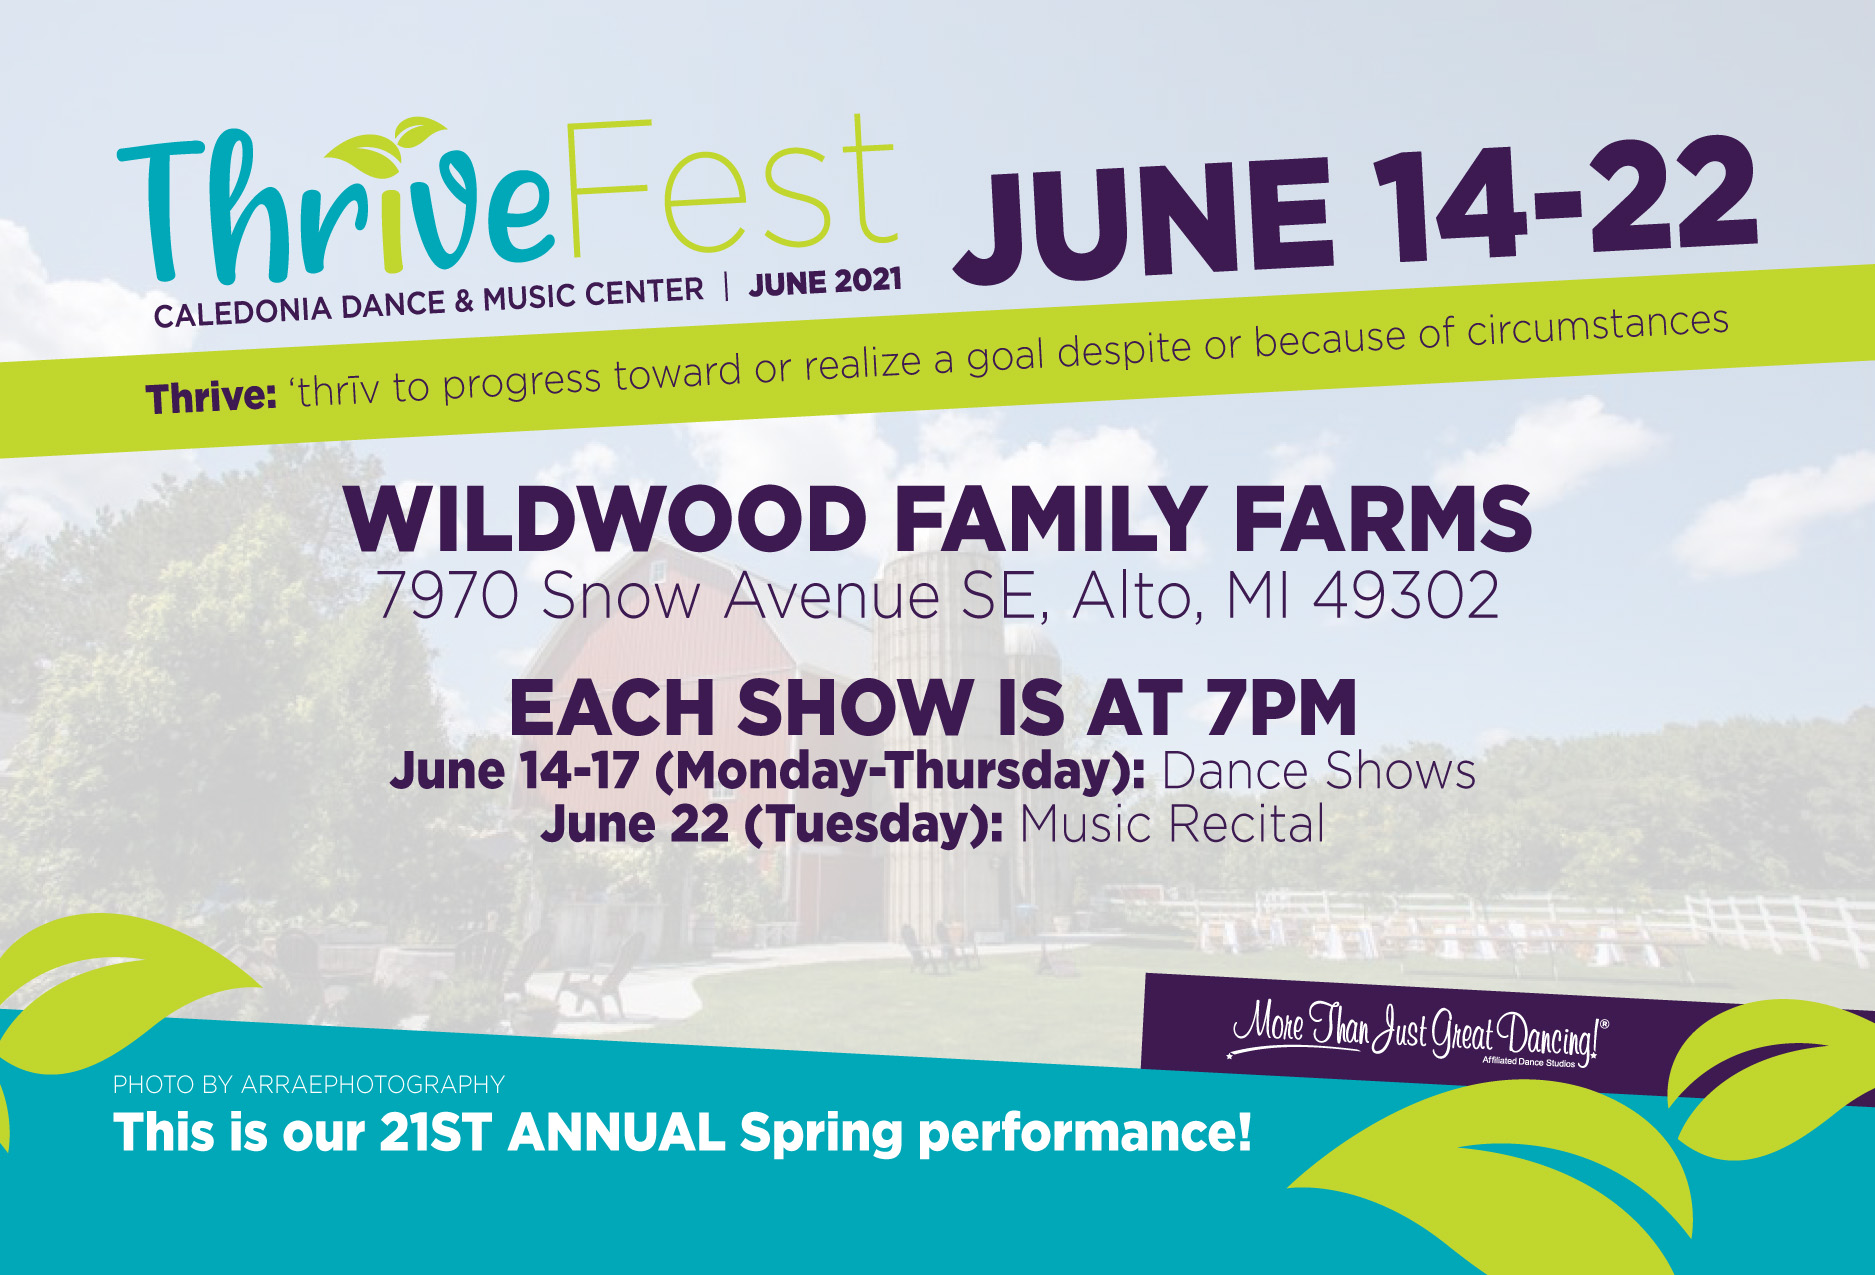 ThriveFest
CALEDONIA DANCE & MUSIC CENTER | JUNE 2021
JUNE 14-22
Thrive: ‘thrīv to progress toward or realize a goal despite or because of circumstances
WILDWOOD FAMILY FARMS
7970 Snow Avenue SE, Alto, MI 49302
EACH SHOW IS AT 7PM
June 14-17 (Monday-Thursday): Dance Shows
June 22 (Tuesday): Music Recital
More Than Just Great Dancing!®
Affiliated Dance Studios
PHOTO BY ARRAEPHOTOGRAPHY
This is our 21ST ANNUAL Spring performance!